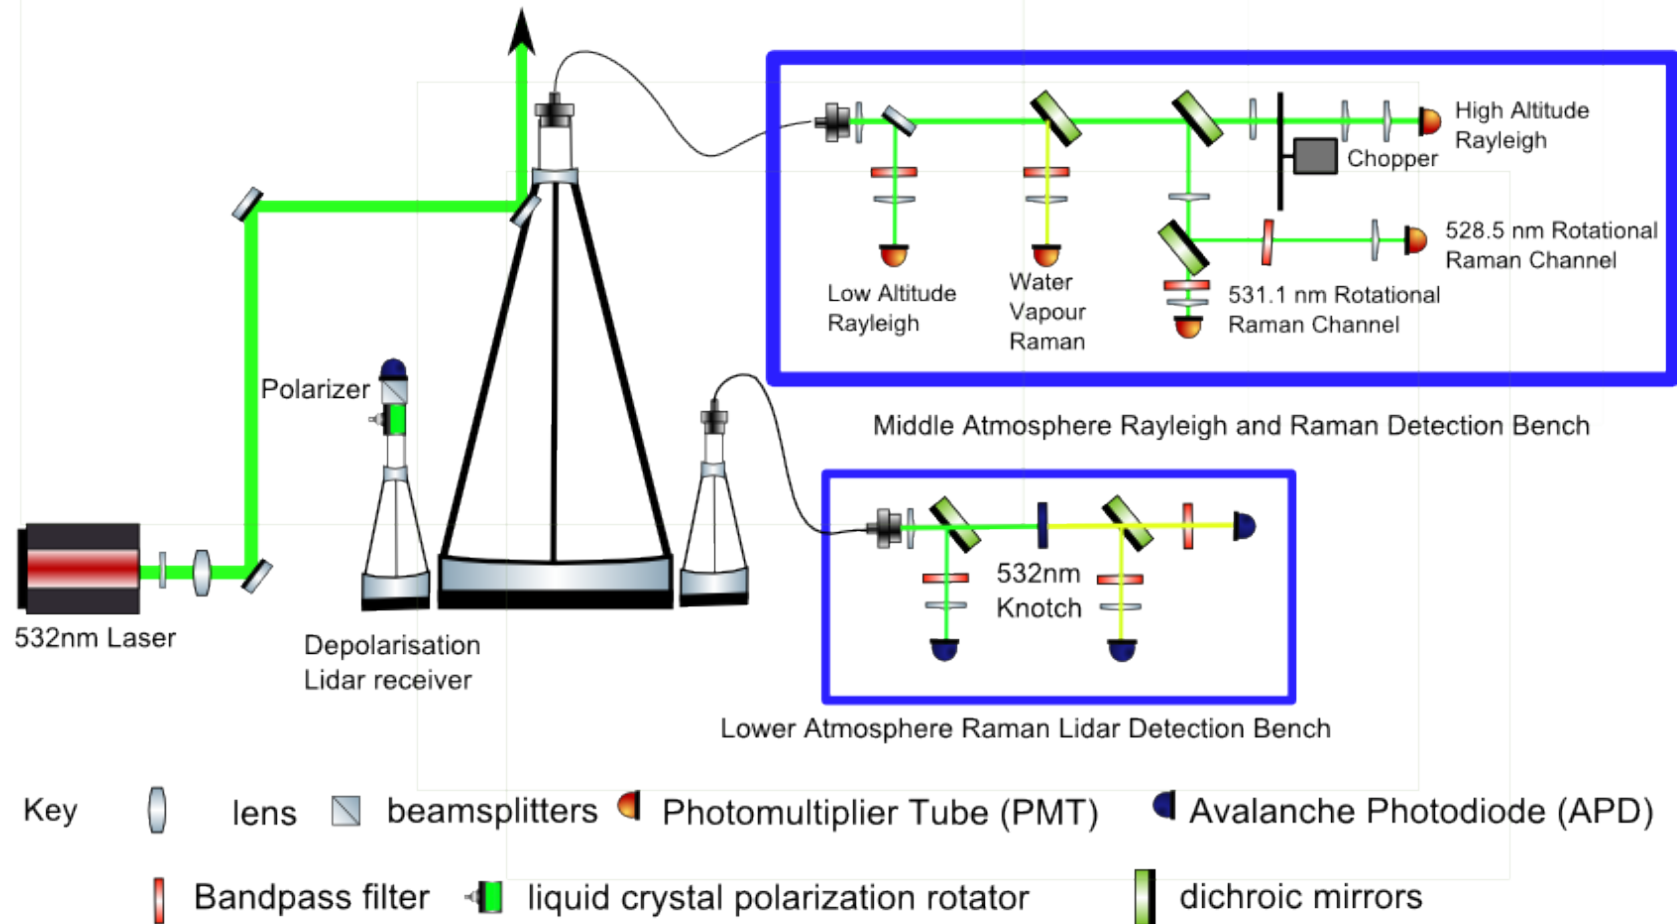 High Altitude
Rayleigh
Chopper
528.5 nm Rotational
Raman Channel
Low Altitude
Rayleigh
Water
Vapour
Raman
531.1 nm Rotational
Raman Channel
Polarizer
Middle Atmosphere Rayleigh and Raman Detection Bench
532nm
Knotch
532nm Laser
Depolarisation
Lidar receiver
Lower Atmosphere Raman Lidar Detection Bench
Key lens beamsplitters Photomultiplier Tube (PMT) Avalanche Photodiode (APD)
Bandpass filter liquid crystal polarization rotator dichroic mirrors